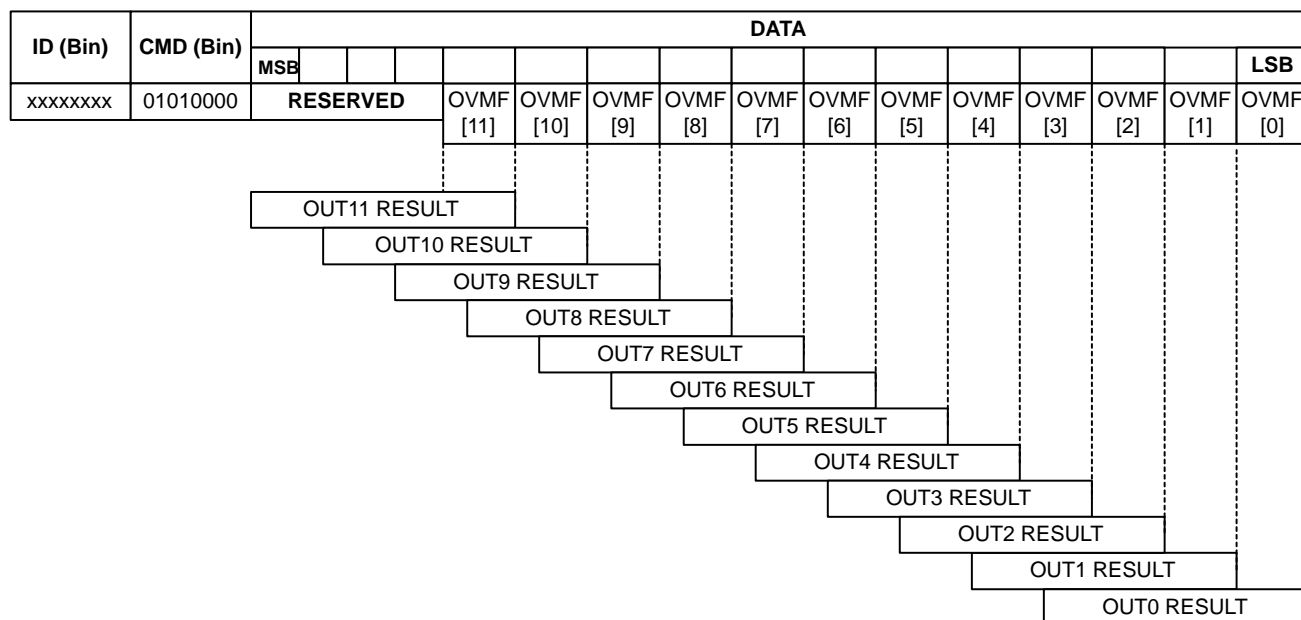 ID (Bin) CMD (Bin) DATA
MSB LSB
xxxxxxxx 01010000 RESERVED OVMF OVMF OVMF OVMF OVMF OVMF OVMF OVMF OVMF OVMF OVMF OVMF
[11] [10] [9] [8] [7] [6] [5] [4] [3] [2] [1] [0]
OUT11 RESULT
OUT10 RESULT
OUT9 RESULT
OUT8 RESULT
OUT7 RESULT
OUT6 RESULT
OUT5 RESULT
OUT4 RESULT
OUT3 RESULT
OUT2 RESULT
OUT1 RESULT
OUT0 RESULT